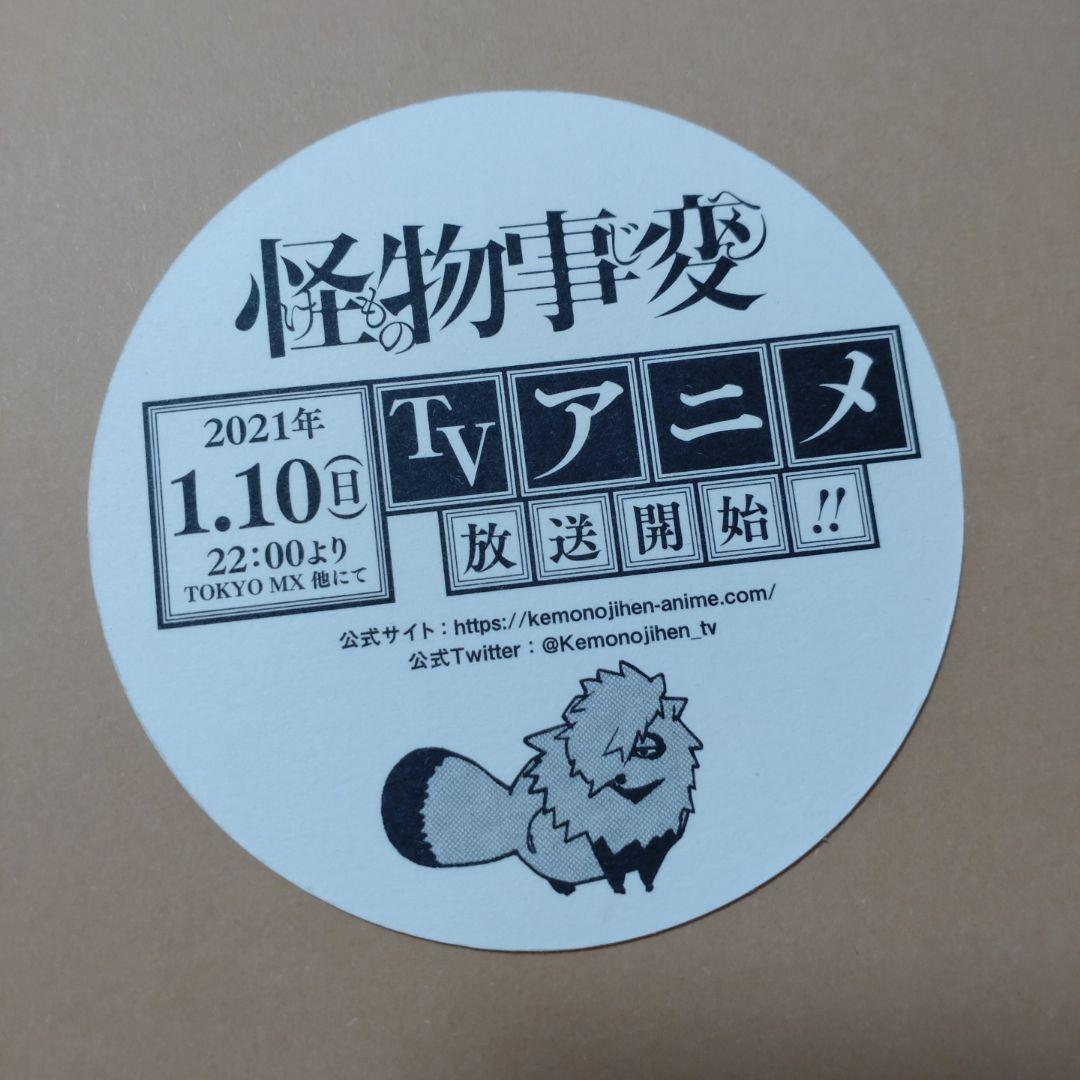 怪物事変
けもの じ へん
2021年
1.10(日)
22:00より
TOKYO MX 他にて
TVアニメ
放送開始!!
公式サイト：https://kemonojihen-anime.com/
公式Twitter：@Kemonojihen_tv